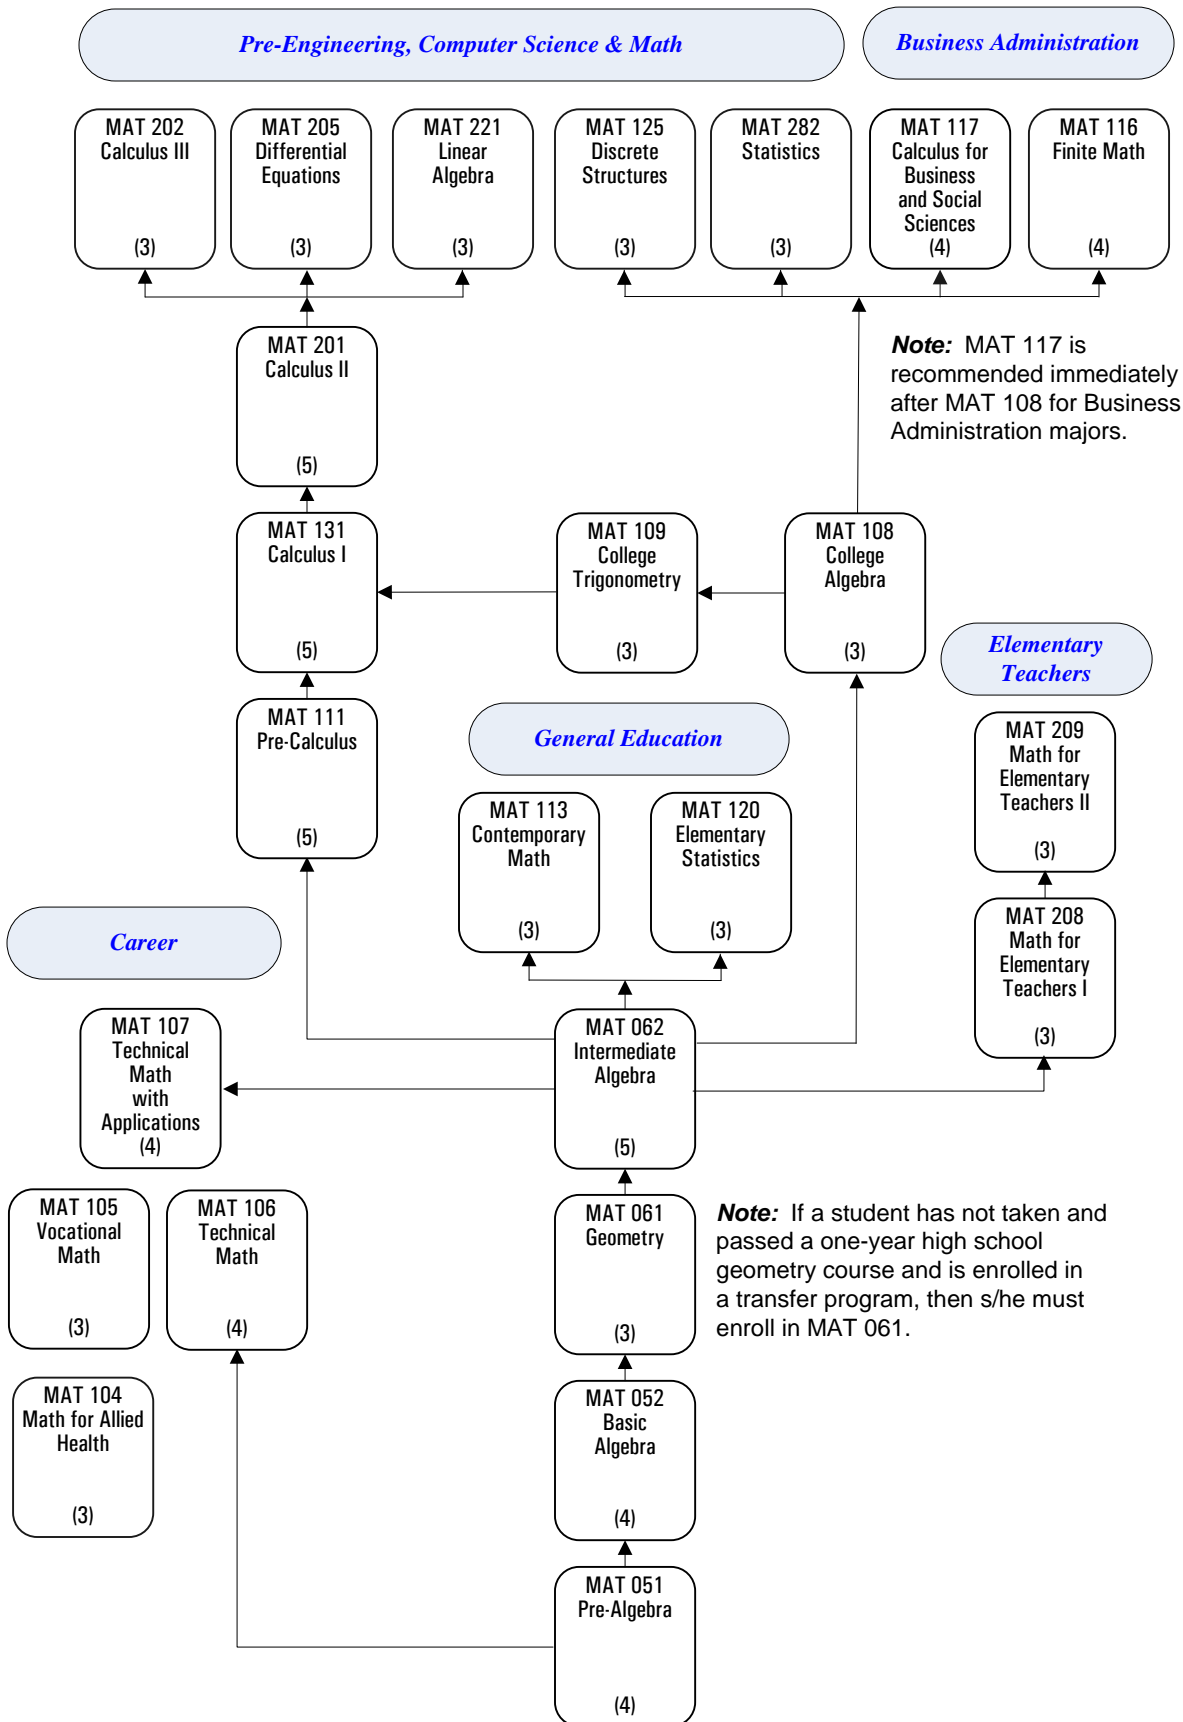 Pre-Engineering, Computer Science & Math
Business Administration
MAT 202
Calculus III
(3)
MAT 205
Differential
Equations
(3)
MAT 221
Linear
Algebra
(3)
MAT 125
Discrete
Structures
(3)
MAT 282
Statistics
(3)
MAT 117
Calculus for
Business
and Social
Sciences
(4)
MAT 116
Finite Math
(4)
MAT 201
Calculus II
(5)
Note: MAT 117 is
recommended immediately
after MAT 108 for Business
Administration majors.
MAT 131
Calculus I
(5)
MAT 109
College
Trigonometry
(3)
MAT 108
College
Algebra
(3)
Elementary
Teachers
MAT 111
Pre-Calculus
(5)
General Education
MAT 209
Math for
Elementary
Teachers II
(3)
MAT 113
Contemporary
Math
(3)
MAT 120
Elementary
Statistics
(3)
Career
MAT 208
Math for
Elementary
Teachers I
(3)
MAT 107
Technical
Math
with
Applications
(4)
MAT 062
Intermediate
Algebra
(5)
MAT 105
Vocational
Math
(3)
MAT 106
Technical
Math
(4)
MAT 061
Geometry
(3)
Note: If a student has not taken and
passed a one-year high school
geometry course and is enrolled in
a transfer program, then s/he must
enroll in MAT 061.
MAT 104
Math for Allied
Health
(3)
MAT 052
Basic
Algebra
(4)
MAT 051
Pre-Algebra
(4)